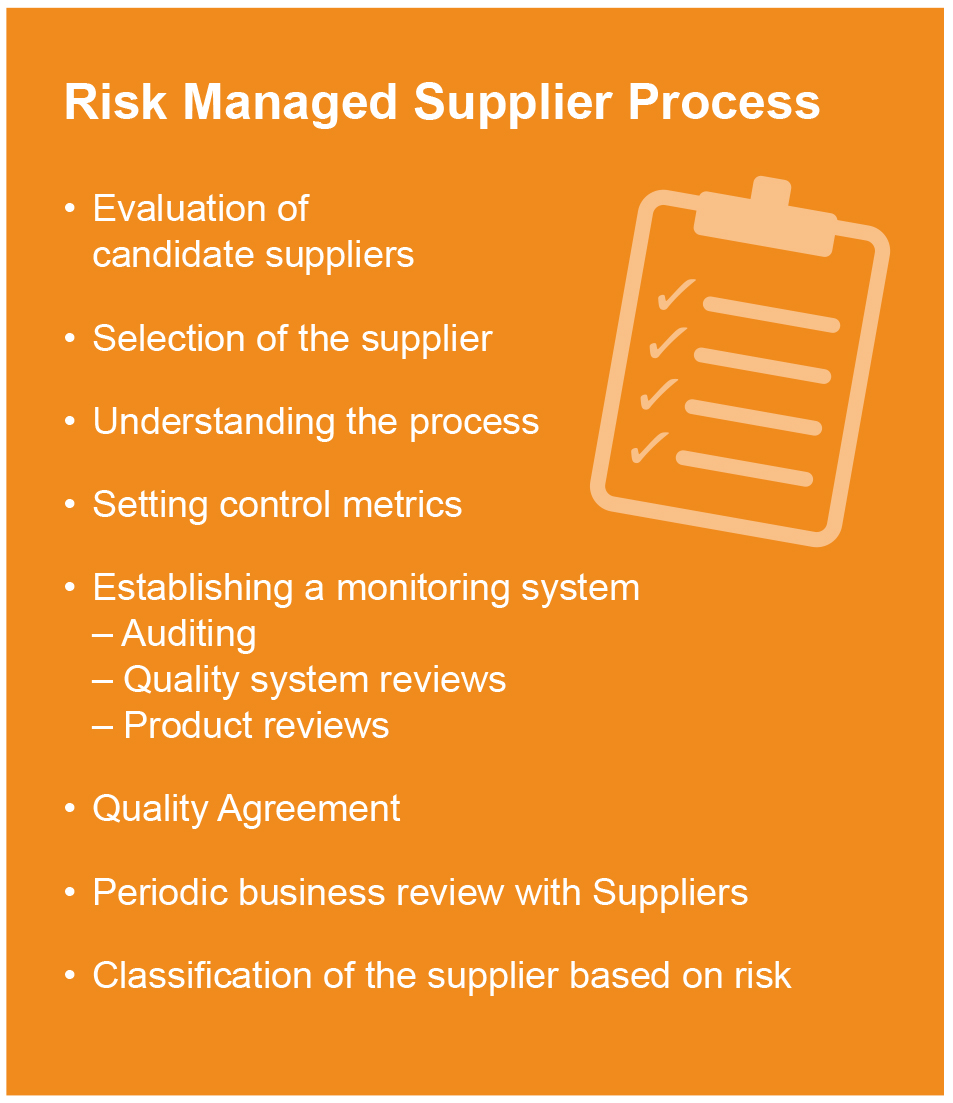 Risk Managed Supplier Process
• Evaluation of
candidate suppliers
• Selection of the supplier
• Understanding the process
• Setting control metrics
• Establishing a monitoring system
– Auditing
– Quality system reviews
– Product reviews
• Quality Agreement
• Periodic business review with Suppliers
• Classification of the supplier based on risk